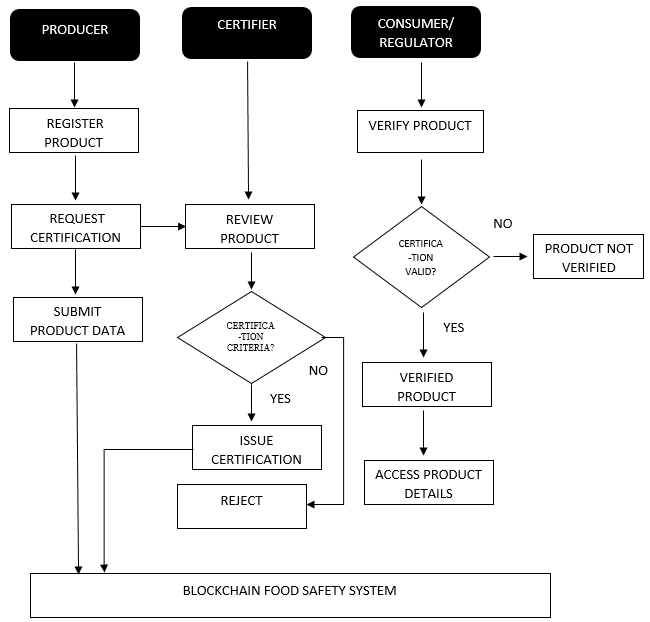 PRODUCER
CERTIFIER
CONSUMER/
REGULATOR
REGISTER
PRODUCT
VERIFY PRODUCT
REQUEST
CERTIFICATION
REVIEW
PRODUCT
CERTIFICA
-TION
VALID?
NO
PRODUCT NOT
VERIFIED
SUBMIT
PRODUCT DATA
CERTIFICA
-TION
CRITERIA?
NO
YES
YES
VERIFIED
PRODUCT
ISSUE
CERTIFICATION
REJECT
ACCESS PRODUCT
DETAILS
BLOCKCHAIN FOOD SAFETY SYSTEM